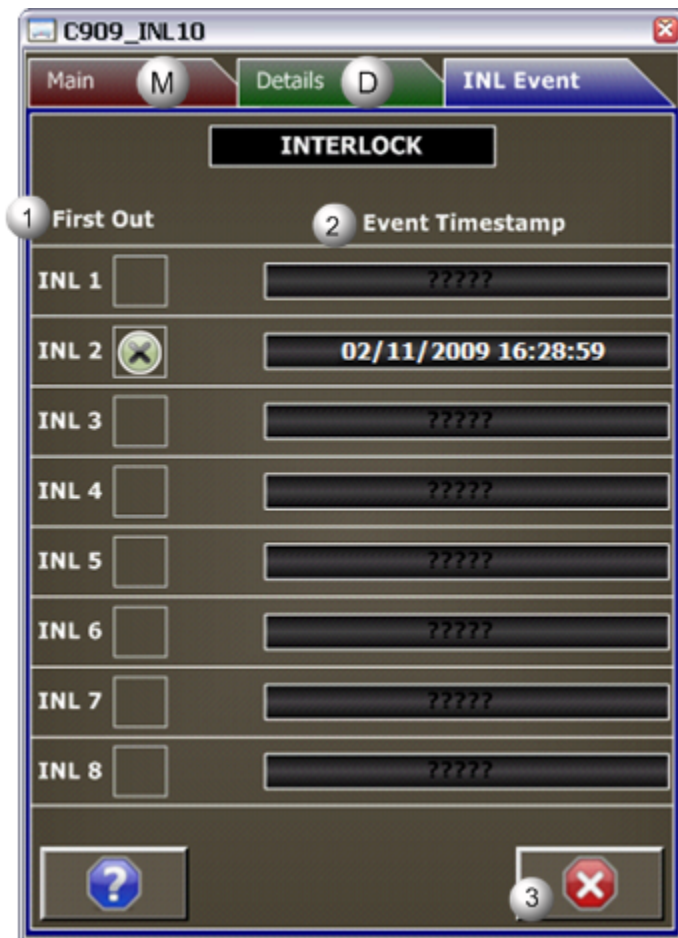 C909_INL10
Main M Details D INL Event
INTERLOCK
1 First Out 2 Event Timestamp
INL 1 ?????
INL 2 02/11/2009 16:28:59
INL 3 ?????
INL 4 ?????
INL 5 ?????
INL 6 ?????
INL 7 ?????
INL 8 ?????
? 3